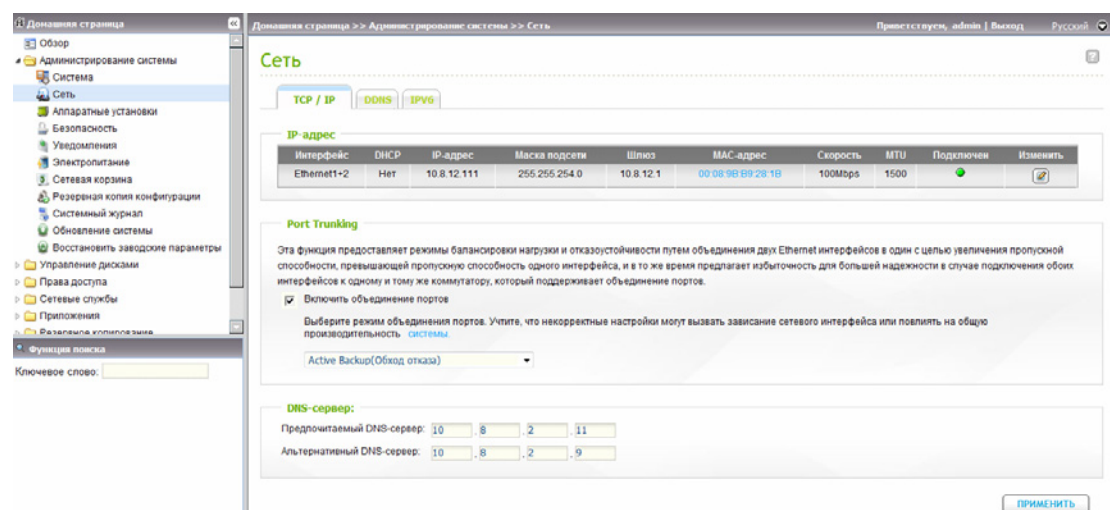 Домашняя страница
Домашняя страница >> Администрирование системы >> Сеть
Приветствуем, admin | Выход
Русский
Обзор
Администрирование системы
Система
Сеть
Аппаратные установки
Безопасность
Уведомления
Электропитание
Сетевая корзина
Резервная копия конфигурации
Системный журнал
Обновление системы
Восстановить заводские параметры
Управление дисками
Права доступа
Сетевые службы
Приложения
Резервное копирование
Функция поиска
Ключевое слово:
Сеть
TCP / IP DDNS IPV6
IP-адрес
Интерфейс DHCP IP-адрес Маска подсети Шлюз MAC-адрес Скорость MTU Подключен Изменить
Ethernet1+2 Нет 10.8.12.111 255.255.254.0 10.8.12.1 00:08:9B:B9:28:1B 100Mbps 1500
Port Trunking
Эта функция предоставляет режимы балансировки нагрузки и отказоустойчивости путем объединения двух Ethernet интерфейсов в один с целью увеличения пропускной
способности, превышающей пропускную способность одного интерфейса, и в то же время предлагает избыточность для большей надежности в случае подключения обоих
интерфейсов к одному и тому же коммутатору, который поддерживает объединение портов.
Включить объединение портов
Выберите режим объединения портов. Учтите, что некорректные настройки могут вызвать зависание сетевого интерфейса или повлиять на общую
производительность системы.
Active Backup(Обход отказа)
DNS-сервер:
Предпочитаемый DNS-сервер: 10 . 8 . 2 . 11
Альтернативный DNS-сервер: 10 . 8 . 2 . 9
ПРИМЕНИТЬ